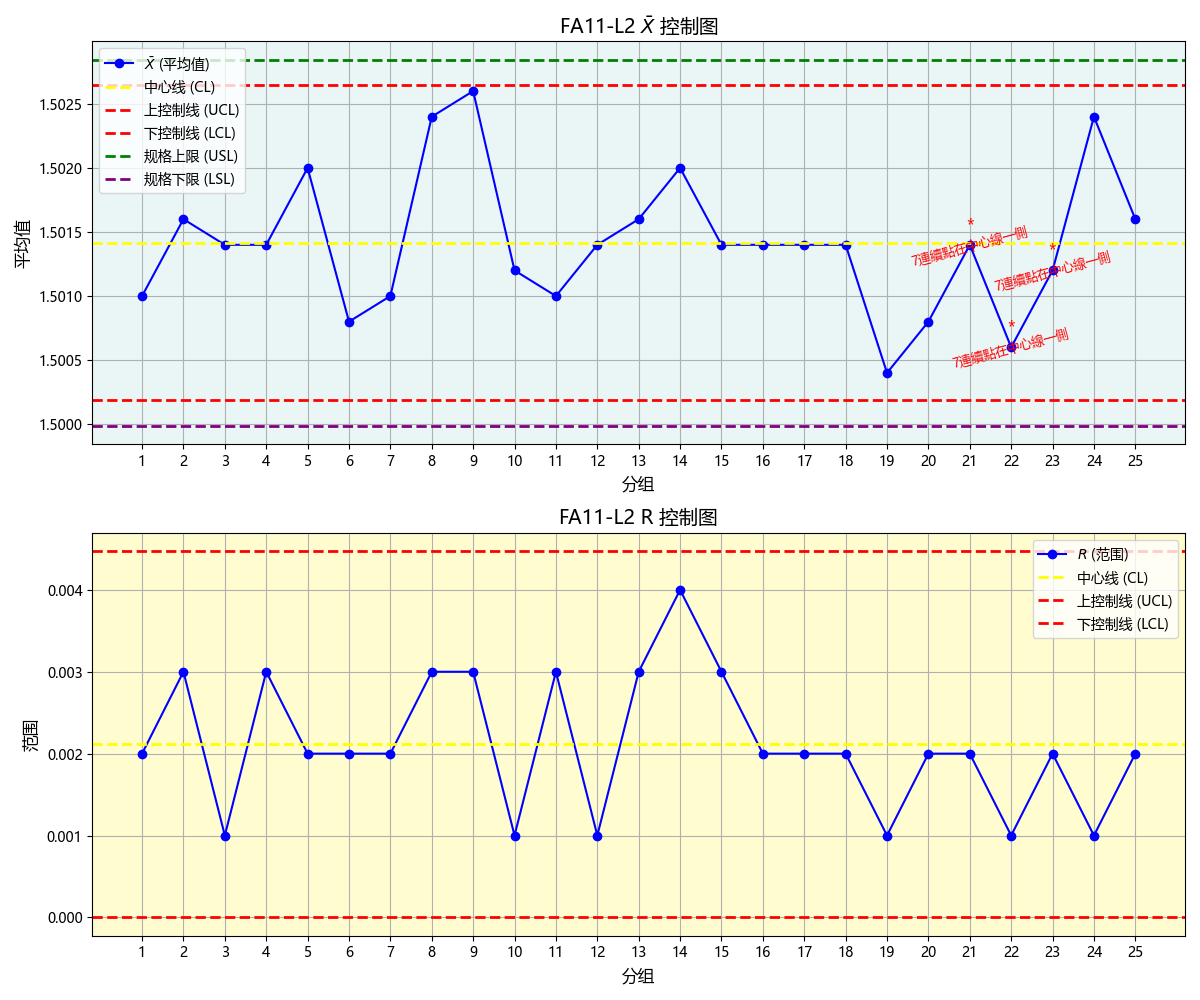 FA11-L2 X̄ 控制图
X̄ (平均值)
中心线 (CL)
上控制线 (UCL)
下控制线 (LCL)
规格上限 (USL)
规格下限 (LSL)
平均值
1.5025
1.5020
1.5015
1.5010
1.5005
1.5000
*
7連續點在中心線一側
*
7連續點在中心線一側
*
7連續點在中心線一側
1 2 3 4 5 6 7 8 9 10 11 12 13 14 15 16 17 18 19 20 21 22 23 24 25
分组
FA11-L2 R 控制图
R (范围)
中心线 (CL)
上控制线 (UCL)
下控制线 (LCL)
范围
0.004
0.003
0.002
0.001
0.000
1 2 3 4 5 6 7 8 9 10 11 12 13 14 15 16 17 18 19 20 21 22 23 24 25
分组